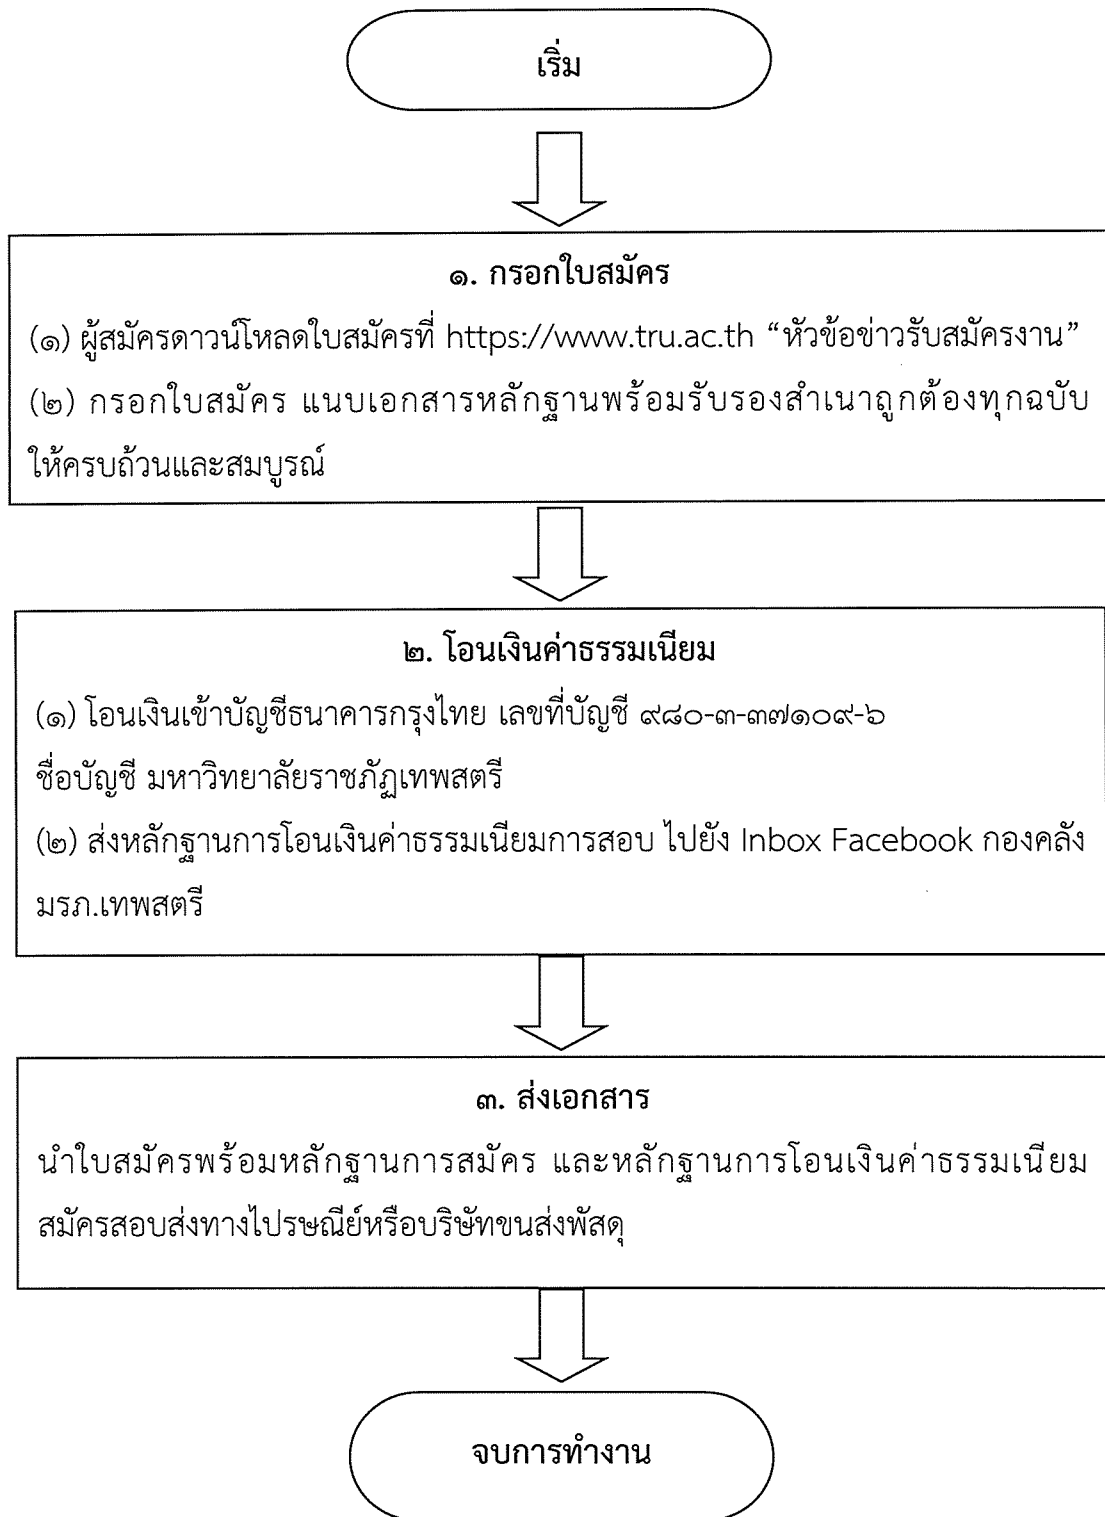 เริ่ม
๑. กรอกใบสมัคร
(๑) ผู้สมัครดาวน์โหลดใบสมัครที่ https://www.tru.ac.th “หัวข้อข่าวรับสมัครงาน”
(๒) กรอกใบสมัคร แนบเอกสารหลักฐานพร้อมรับรองสำเนาถูกต้องทุกฉบับ
ให้ครบถ้วนและสมบูรณ์
๒. โอนเงินค่าธรรมเนียม
(๑) โอนเงินเข้าบัญชีธนาคารกรุงไทย เลขที่บัญชี ๙๘๐-๓-๓๗๑๐๙-๖
ชื่อบัญชี มหาวิทยาลัยราชภัฏเทพสตรี
(๒) ส่งหลักฐานการโอนเงินค่าธรรมเนียมการสอบ ไปยัง Inbox Facebook กองคลัง
มรภ.เทพสตรี
๓. ส่งเอกสาร
นำใบสมัครพร้อมหลักฐานการสมัคร และหลักฐานการโอนเงินค่าธรรมเนียม
สมัครสอบส่งทางไปรษณีย์หรือบริษัทขนส่งพัสดุ
จบการทำงาน